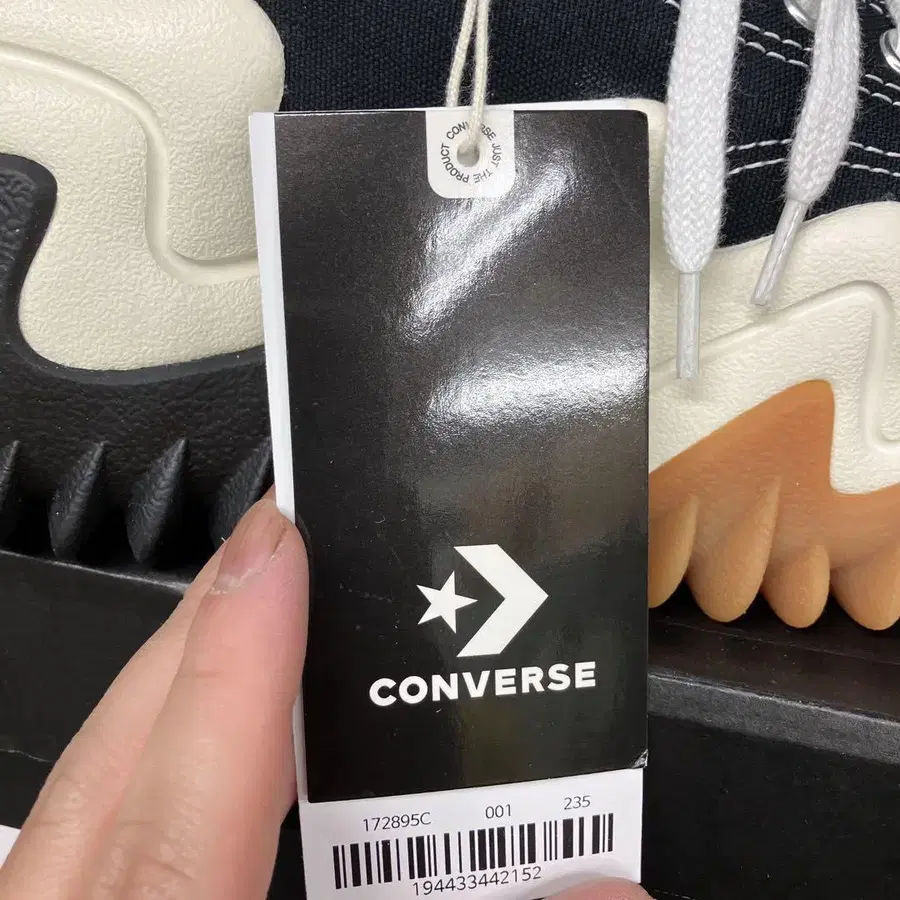 CONVERSE JUST THE PRODUCT
CONVERSE
172895C 001 235
194433442152